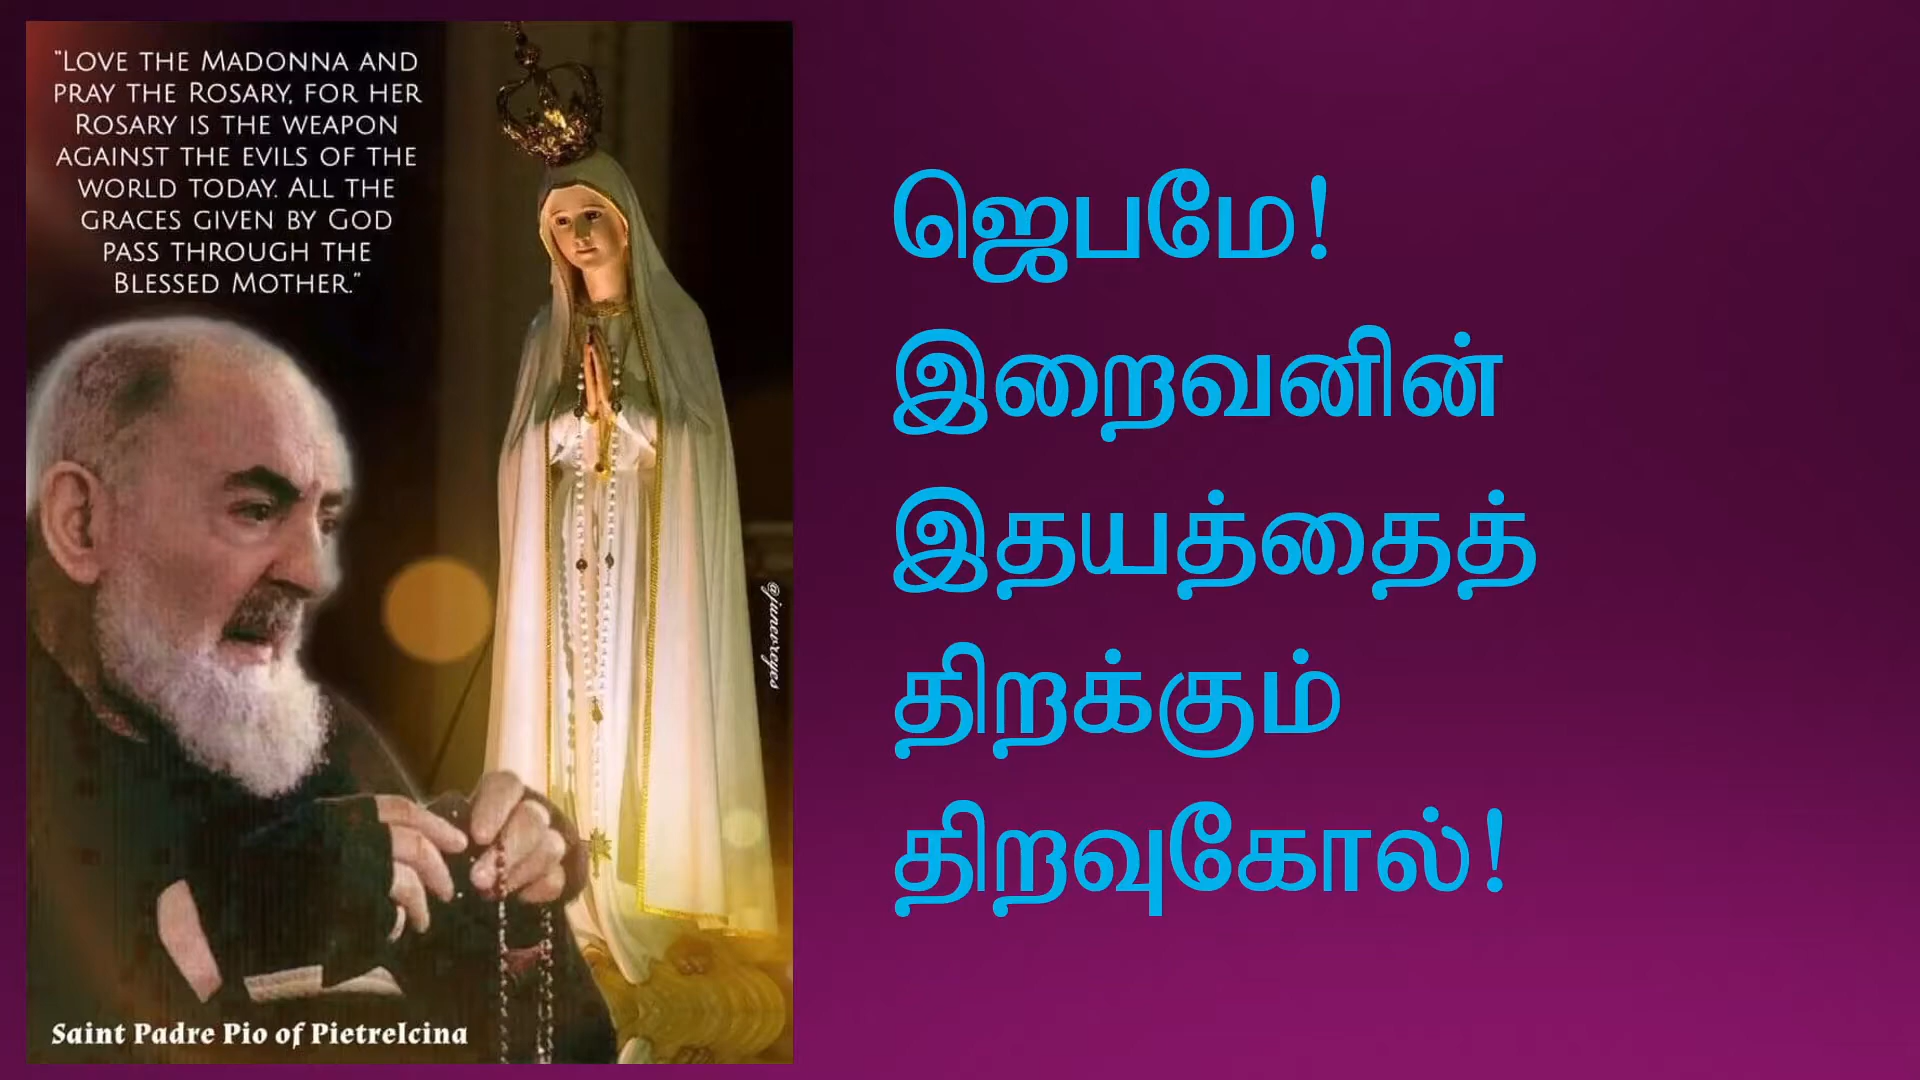 "Love the Madonna and
pray the Rosary, for her
Rosary is the weapon
against the evils of the
world today. All the
graces given by God
pass through the
Blessed Mother."
@junevreyes
Saint Padre Pio of Pietrelcina
ஜெபமே!
இறைவனின்
இதயத்தைத்
திறக்கும்
திறவுகோல்!